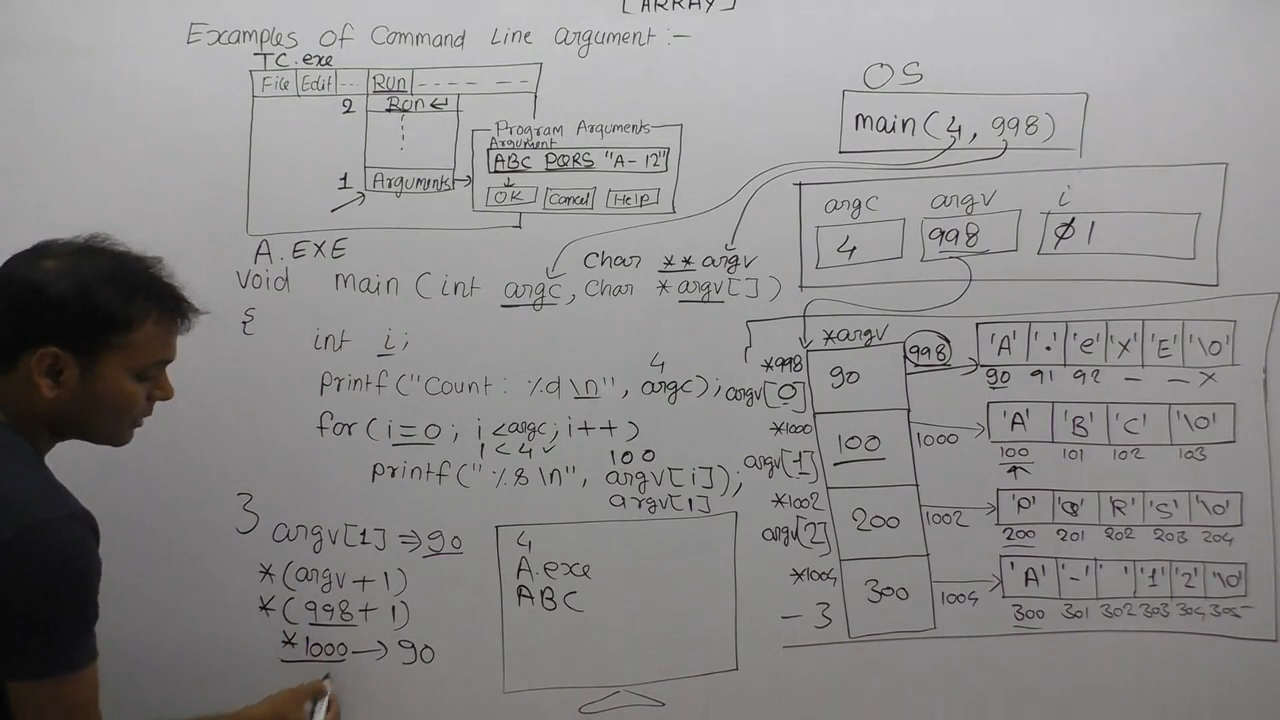 [ARRAY]
Examples of Command Line argument :-
TC.exe
File Edit ... Run - - - - - - -
2 Run ↵
1 Arguments
Program Arguments
Argument
ABC PQRS "A- 12"
OK Cancel Help
OS
main(4, 998)
argc argv i
4 998 0 1
A.EXE
Char **argv
void main (int argc, Char *argv[])
{
int i;
4
printf("Count: %d \n", argc);
for(i=0; i<argc; i++)
1 < 4 ✓ 100
printf("%s \n", argv[i]);
argv[1]
}
argv[1] ⇒ 90
*(argv + 1)
*(998 + 1)
*1000 → 90
4
A.exe
ABC
*argv
*998 90 998 'A' '.' 'e' 'x' 'E' '\0'
argv[0] 90 91 92 — — x
*1000 100 1000 'A' 'B' 'C' '\0'
argv[1] 100 101 102 103
*1002 200 1002 'P' 'Q' 'R' 'S' '\0'
argv[2] 200 201 202 203 204
*1004 300 1004 'A' '-' ' ' '1' '2' '\0'
- 3 300 301 302 303 304 305